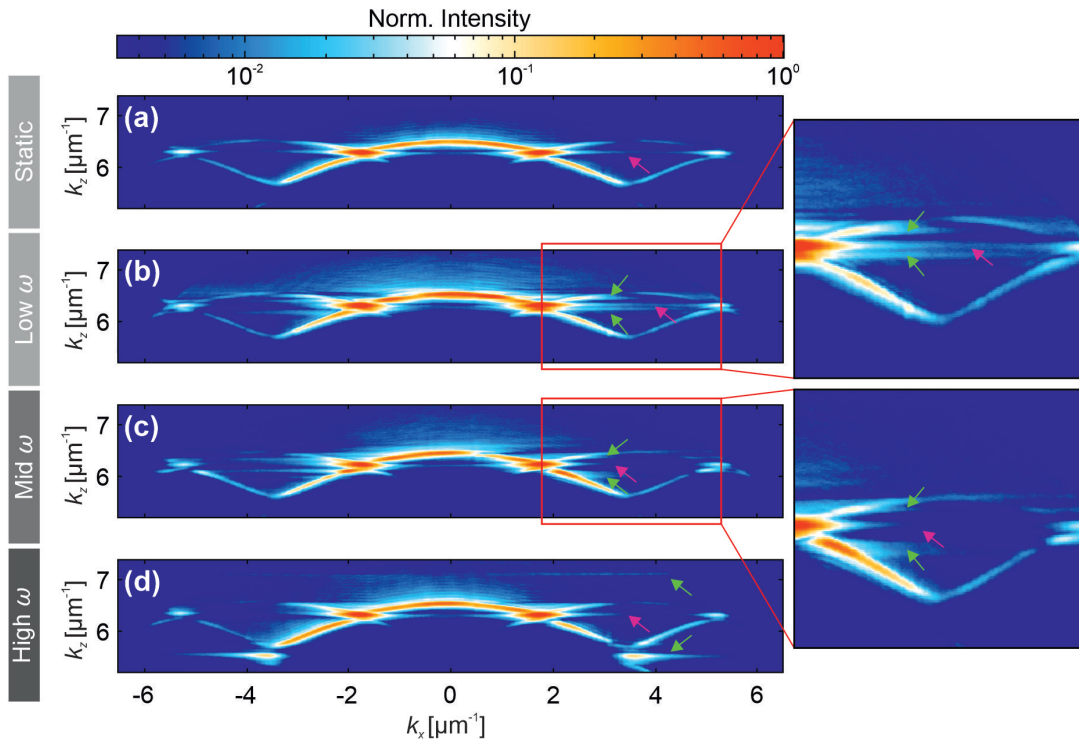 Norm. Intensity
10⁻² 10⁻¹ 10⁰
Static
(a)
7
6
k_z [µm⁻¹]
Low ω
(b)
7
6
k_z [µm⁻¹]
Mid ω
(c)
7
6
k_z [µm⁻¹]
High ω
(d)
7
6
k_z [µm⁻¹]
-6 -4 -2 0 2 4 6
k_x [µm⁻¹]